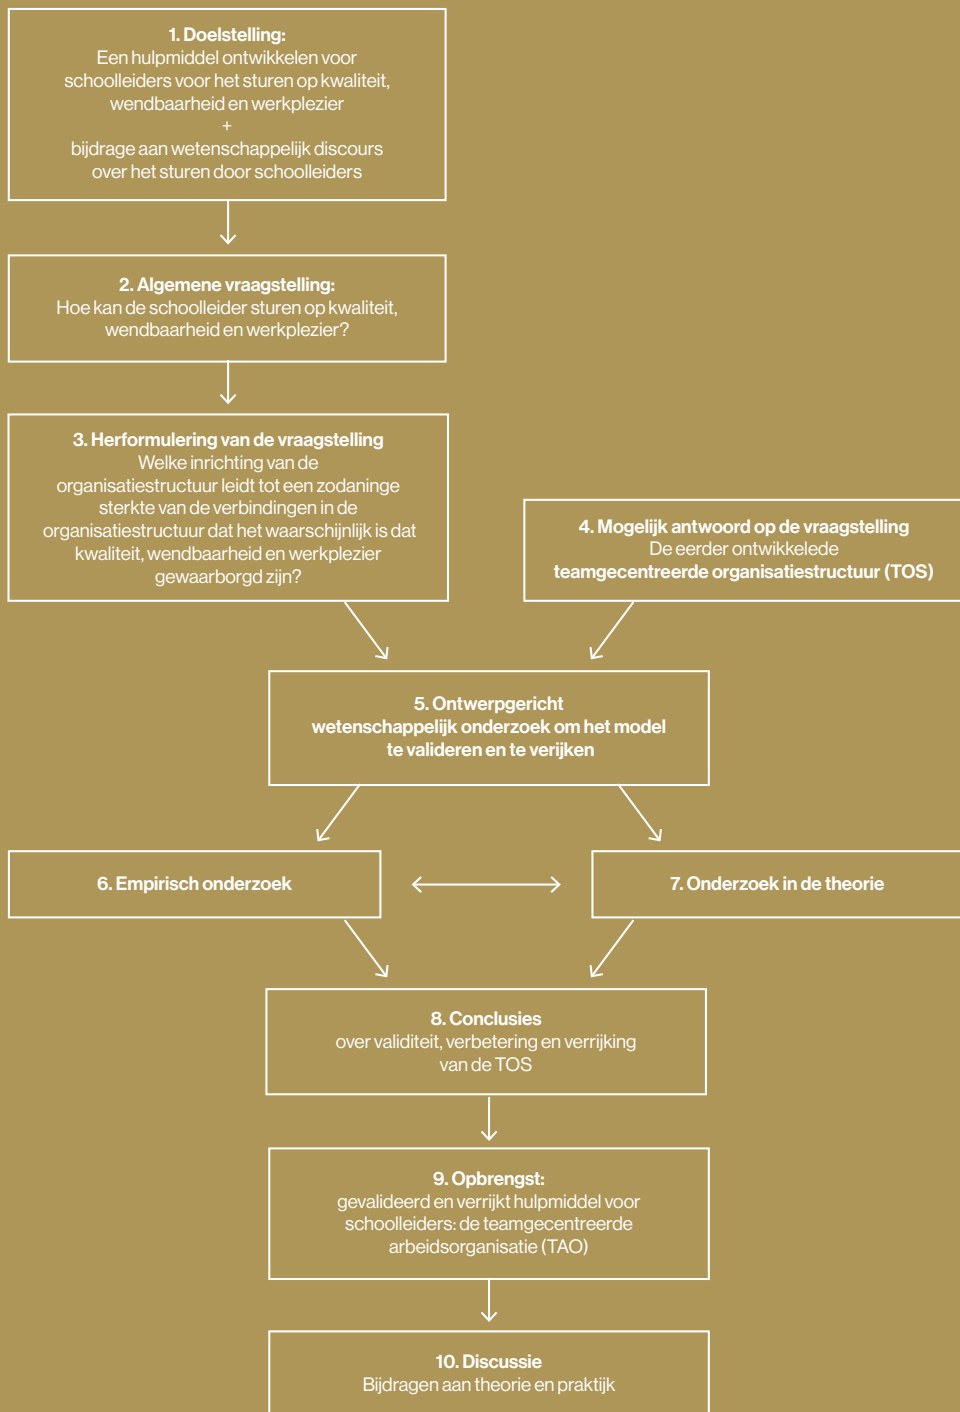 1. Doelstelling:
Een hulpmiddel ontwikkelen voor
schoolleiders voor het sturen op kwaliteit,
wendbaarheid en werkplezier
+
bijdrage aan wetenschappelijk discours
over het sturen door schoolleiders
2. Algemene vraagstelling:
Hoe kan de schoolleider sturen op kwaliteit,
wendbaarheid en werkplezier?
3. Herformulering van de vraagstelling
Welke inrichting van de
organisatiestructuur leidt tot een zodaninge
sterkte van de verbindingen in de
organisatiestructuur dat het waarschijnlijk is dat
kwaliteit, wendbaarheid en werkplezier
gewaarborgd zijn?
4. Mogelijk antwoord op de vraagstelling
De eerder ontwikkelede
teamgecentreerde organisatiestructuur (TOS)
5. Ontwerpgericht
wetenschappelijk onderzoek om het model
te valideren en te verijken
6. Empirisch onderzoek
7. Onderzoek in de theorie
8. Conclusies
over validiteit, verbetering en verrijking
van de TOS
9. Opbrengst:
gevalideerd en verrijkt hulpmiddel voor
schoolleiders: de teamgecentreerde
arbeidsorganisatie (TAO)
10. Discussie
Bijdragen aan theorie en praktijk